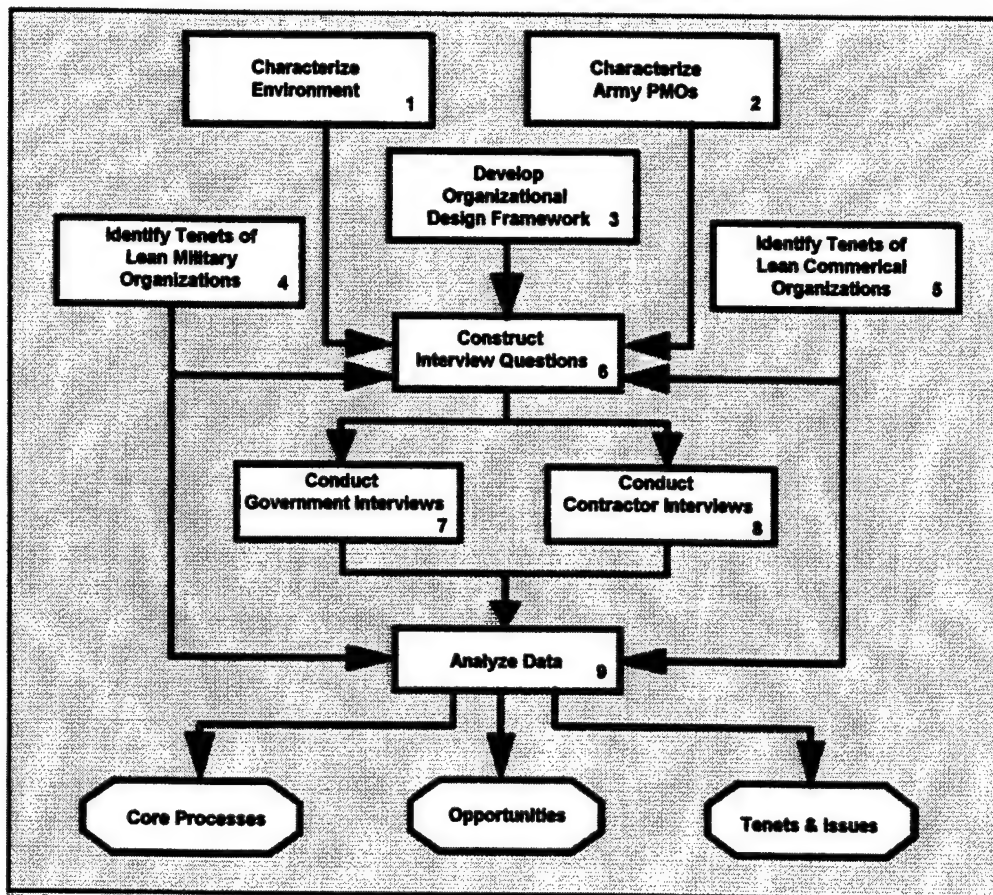 Characterize
Environment
1
Characterize
Army PMOs
2
Develop
Organizational
Design Framework
3
Identify Tenets of
Lean Military
Organizations
4
Identify Tenets of
Lean Commerical
Organizations
5
Construct
Interview Questions
6
Conduct
Government Interviews
7
Conduct
Contractor Interviews
8
Analyze Data
9
Core Processes
Opportunities
Tenets & Issues